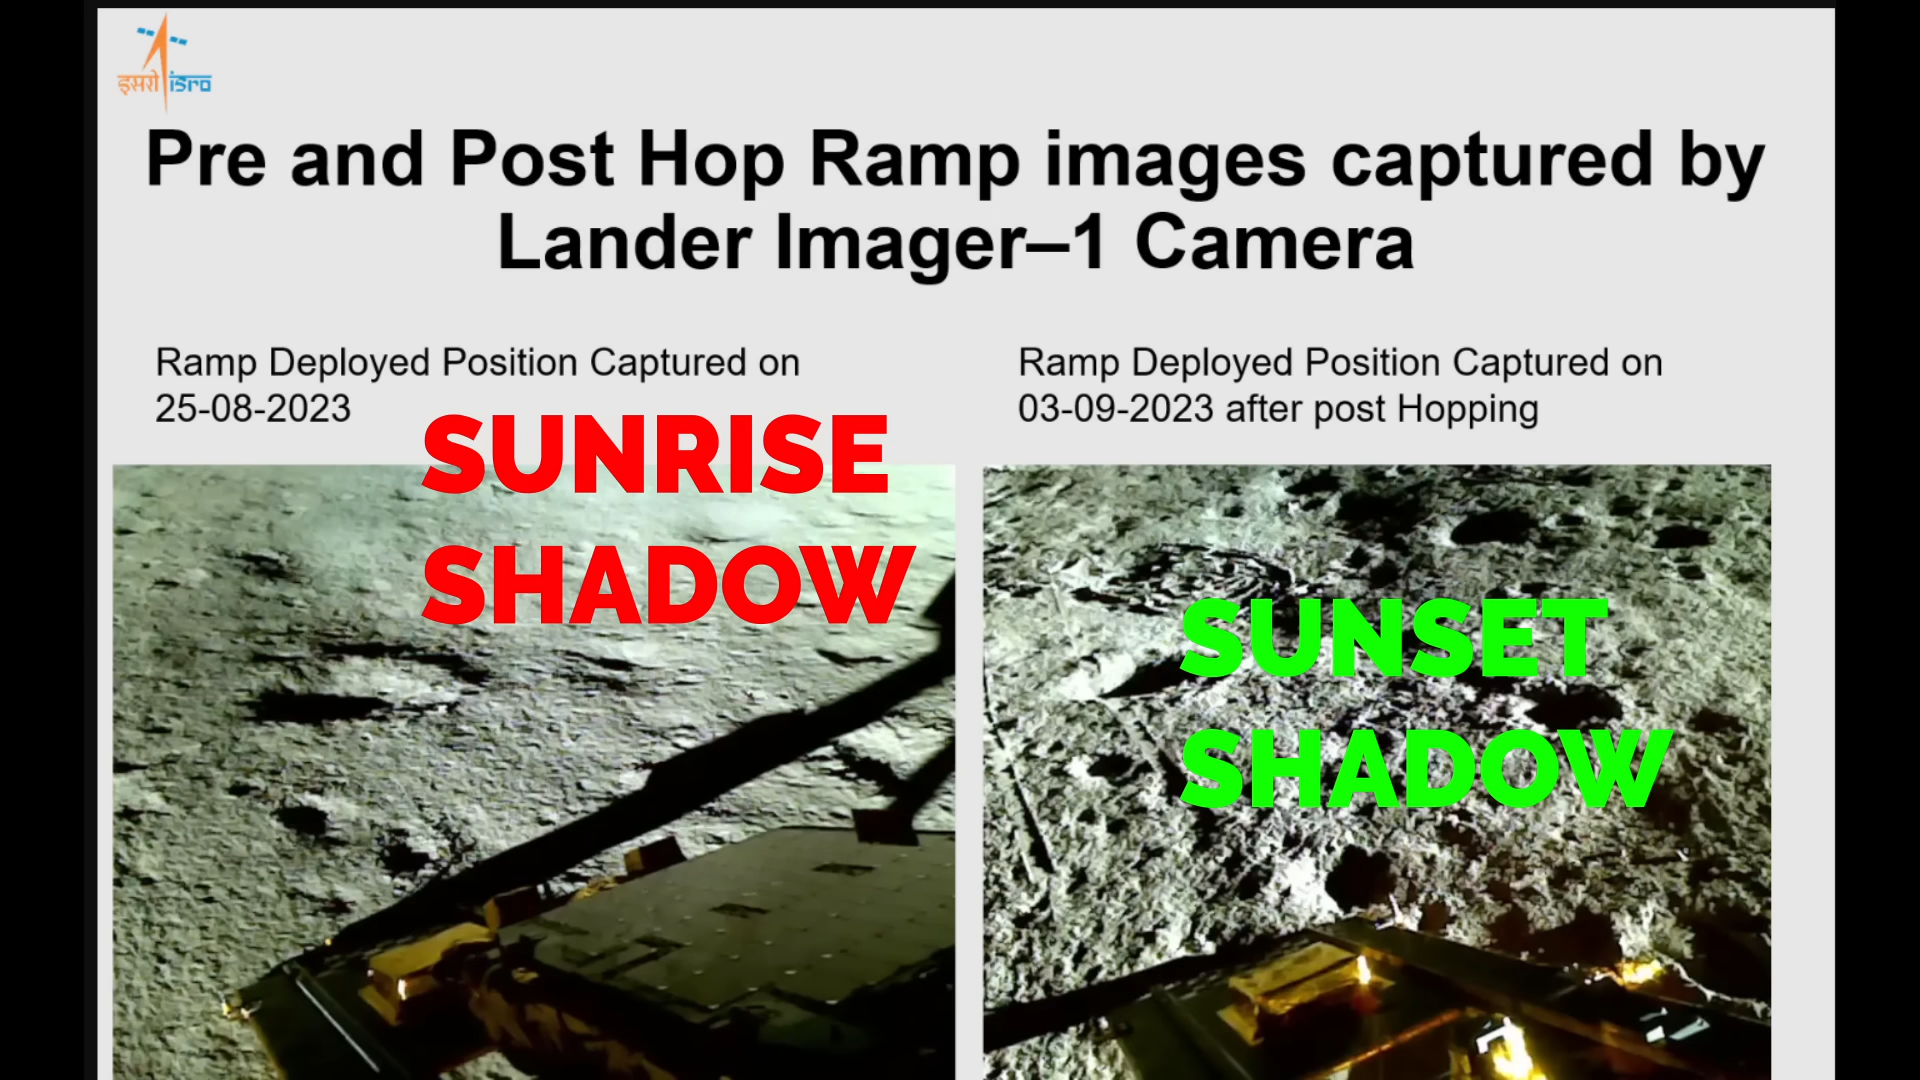 इसरो isro
Pre and Post Hop Ramp images captured by
Lander Imager–1 Camera
Ramp Deployed Position Captured on
25-08-2023
Ramp Deployed Position Captured on
03-09-2023 after post Hopping
SUNRISE
SHADOW
SUNSET
SHADOW